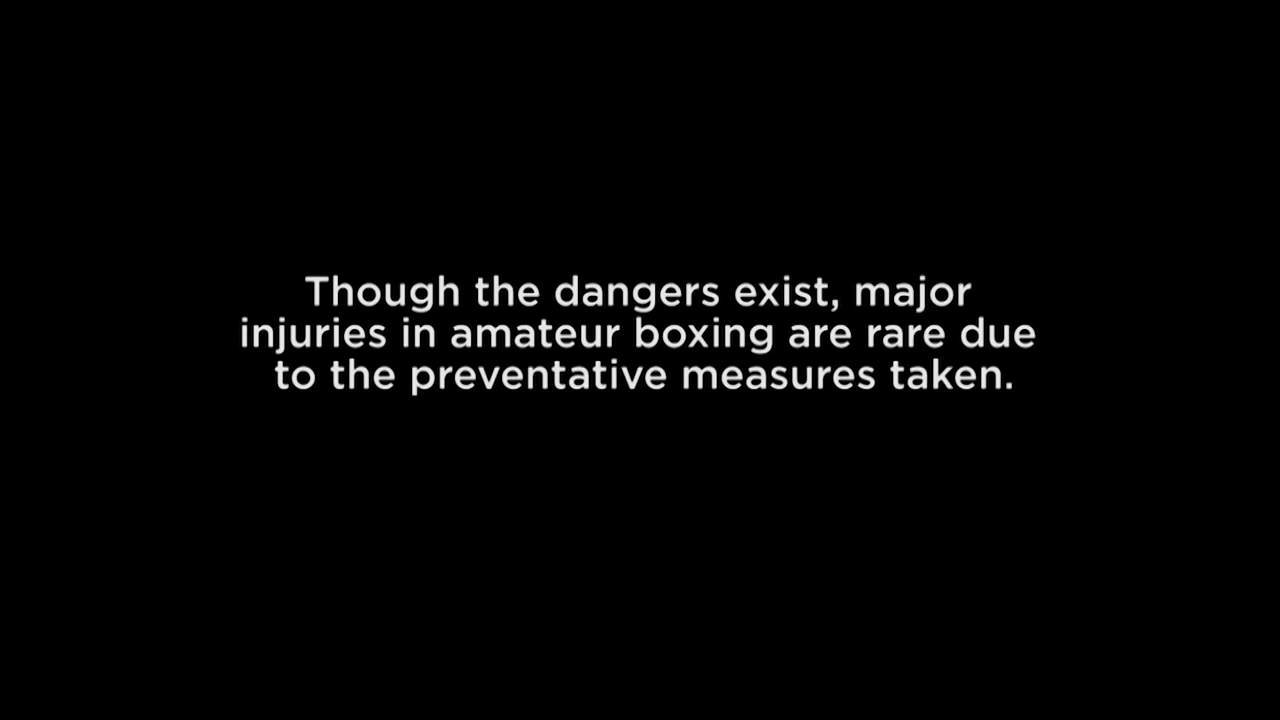 Though the dangers exist, major
injuries in amateur boxing are rare due
to the preventative measures taken.